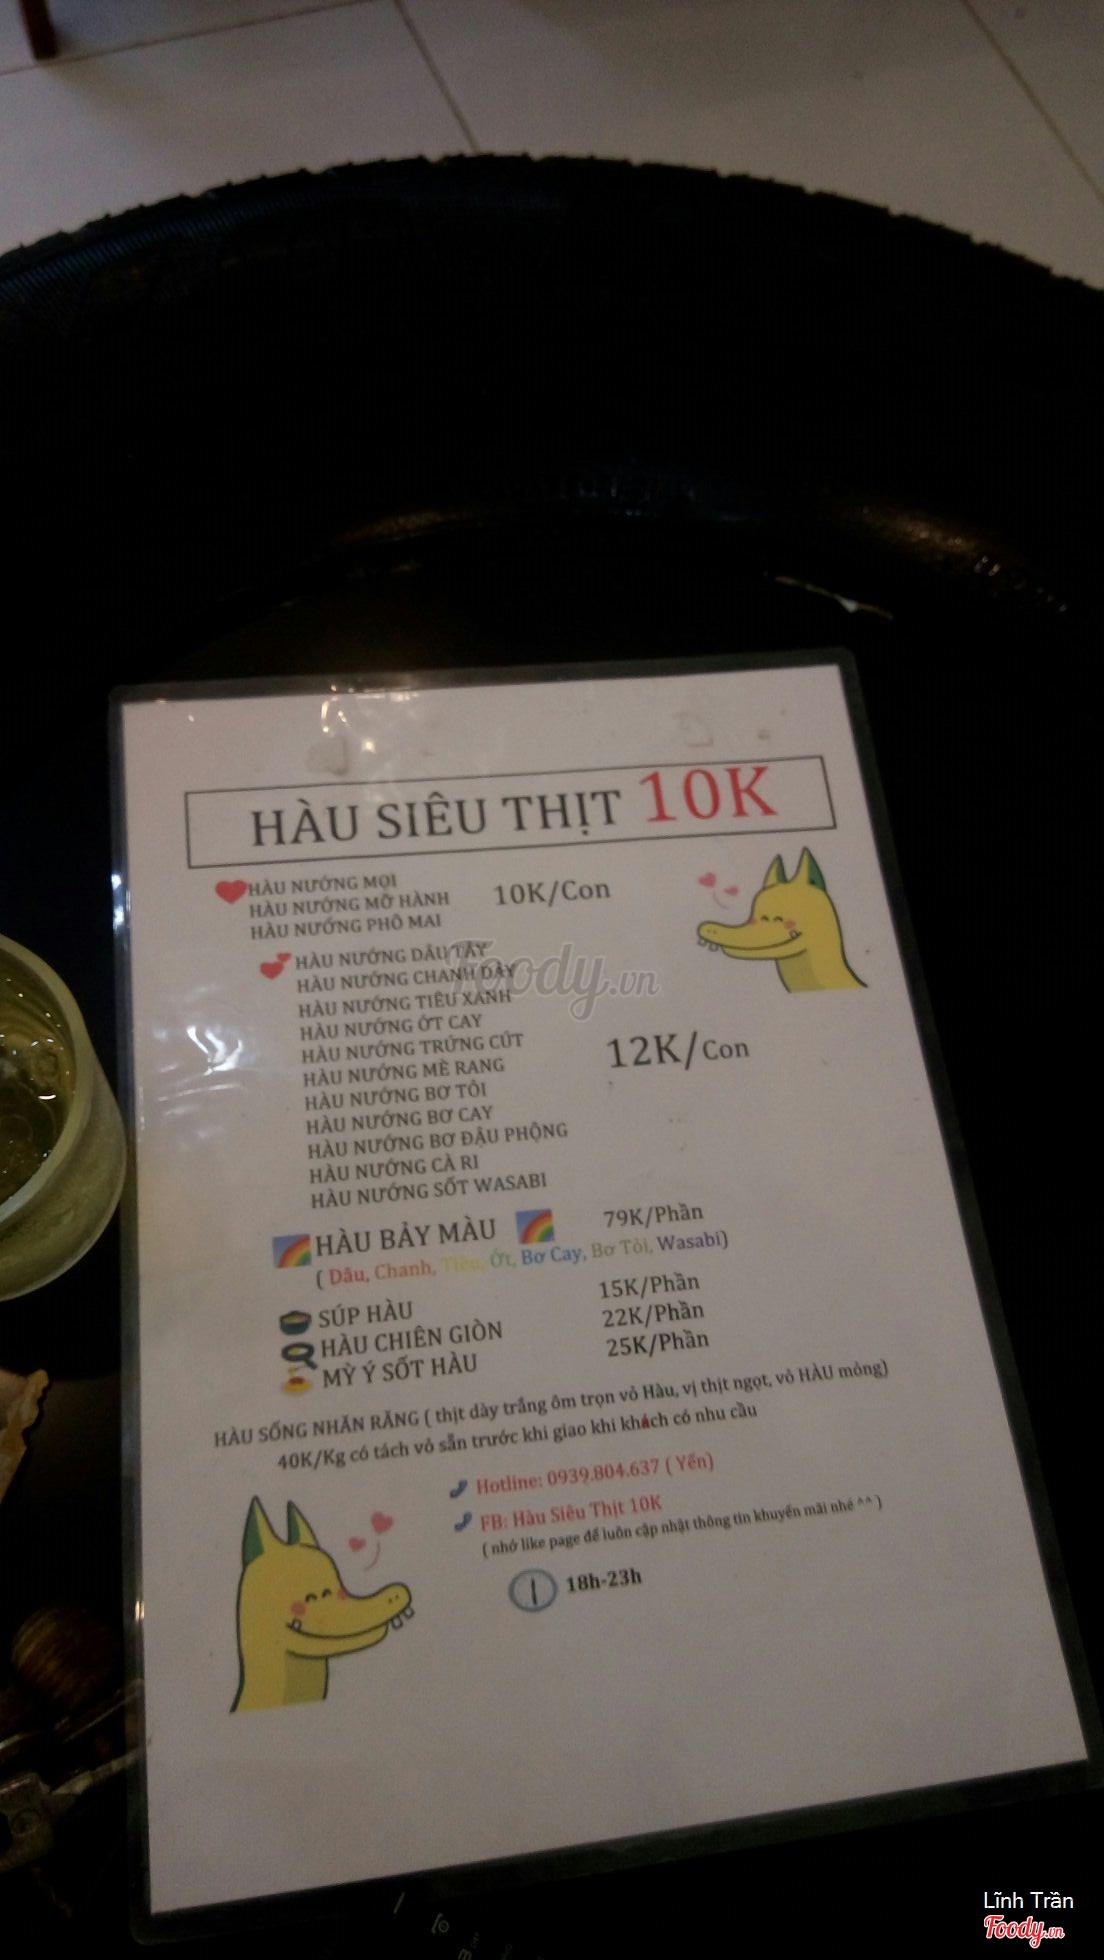 HÀU SIÊU THỊT 10K
HÀU NƯỚNG MỌI
HÀU NƯỚNG MỠ HÀNH 10K/Con
HÀU NƯỚNG PHÔ MAI
HÀU NƯỚNG DÂU TÂY
HÀU NƯỚNG CHANH DÂY
HÀU NƯỚNG TIÊU XANH
HÀU NƯỚNG ỚT CAY
HÀU NƯỚNG TRỨNG CÚT
HÀU NƯỚNG MÈ RANG 12K/Con
HÀU NƯỚNG BƠ TỎI
HÀU NƯỚNG BƠ CAY
HÀU NƯỚNG BƠ ĐẬU PHỘNG
HÀU NƯỚNG CÀ RI
HÀU NƯỚNG SỐT WASABI
HÀU BẢY MÀU 79K/Phần
( Dâu, Chanh, Tiêu, Ớt, Bơ Cay, Bơ Tỏi, Wasabi)
SÚP HÀU 15K/Phần
HÀU CHIÊN GIÒN 22K/Phần
MỲ Ý SỐT HÀU 25K/Phần
HÀU SỐNG NHĂN RĂNG ( thịt dày trắng ôm trọn vỏ Hàu, vị thịt ngọt, vỏ HÀU mỏng)
40K/Kg có tách vỏ sẵn trước khi giao khi khách có nhu cầu
Hotline: 0939.804.637 ( Yến)
FB: Hàu Siêu Thịt 10K
( nhớ like page để luôn cập nhật thông tin khuyến mãi nhé ^^ )
18h-23h
Foody.vn
Lĩnh Trần
Foody.vn